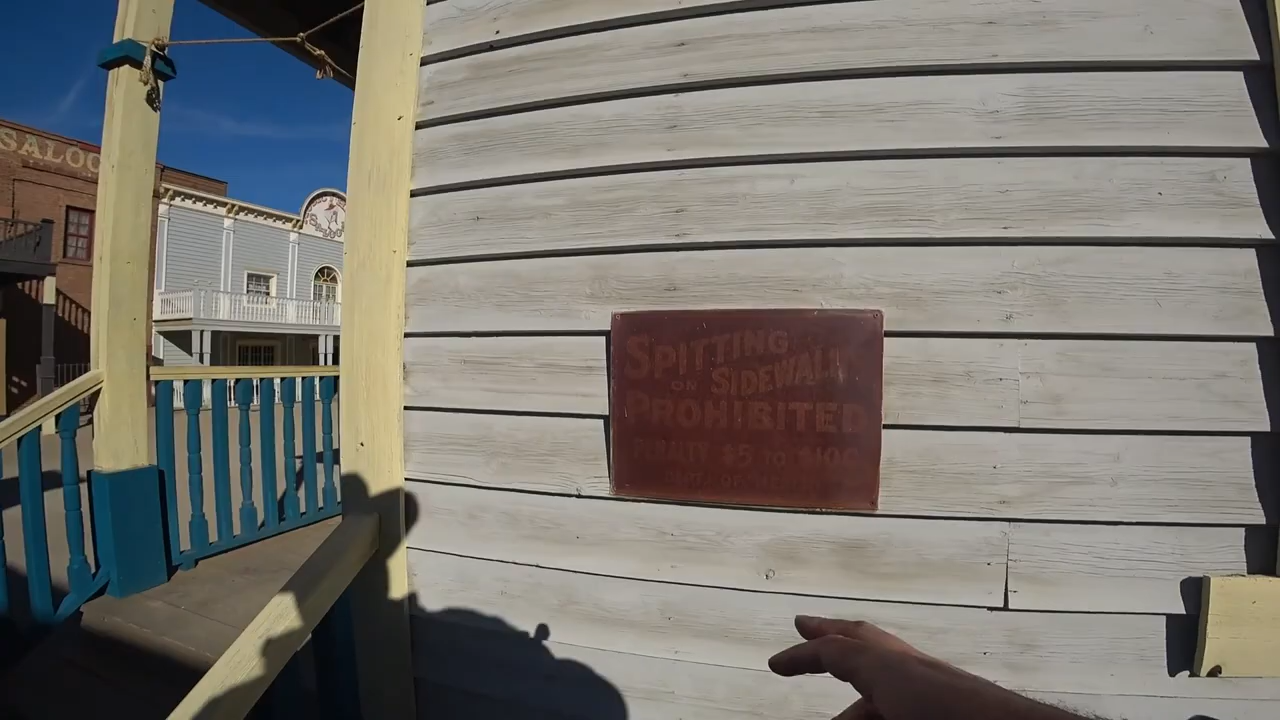 SALOO
SPITTING
ON SIDEWALK
PROHIBITED
PENALTY $5 to $100